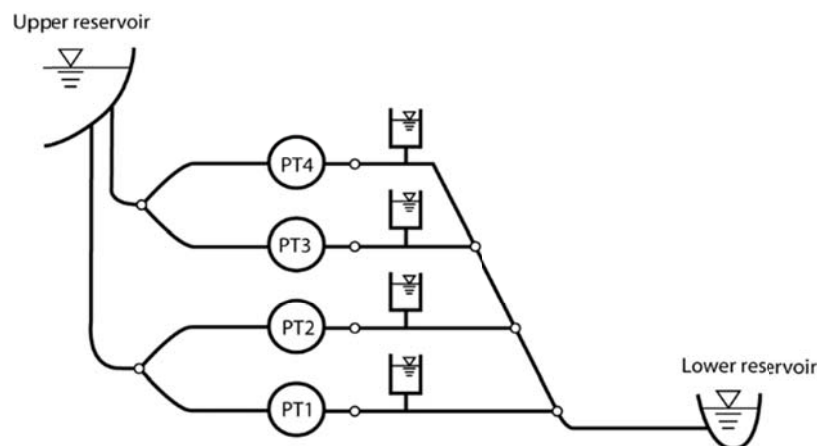 Upper reservoir
PT4
PT3
PT2
Lower reservoir
PT1